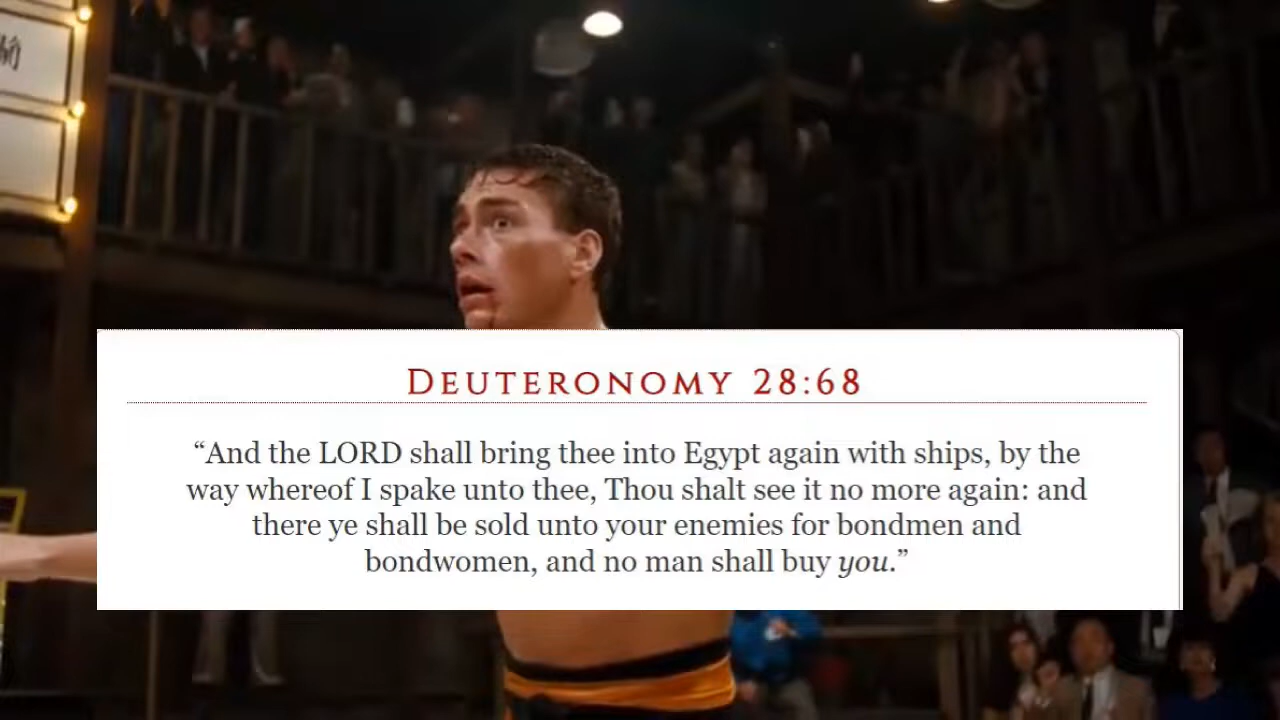 DEUTERONOMY 28:68
“And the LORD shall bring thee into Egypt again with ships, by the
way whereof I spake unto thee, Thou shalt see it no more again: and
there ye shall be sold unto your enemies for bondmen and
bondwomen, and no man shall buy you.”